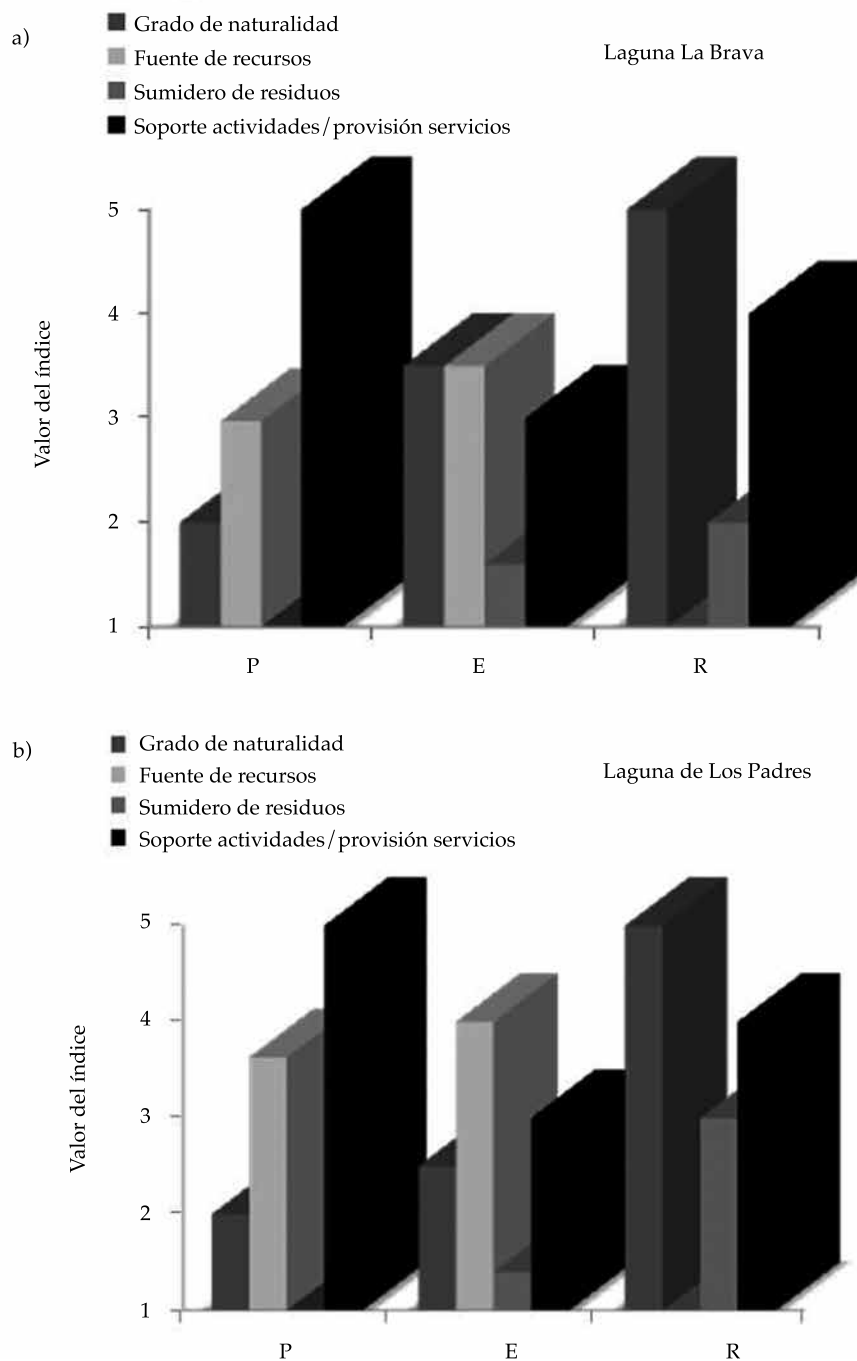 a)
Grado de naturalidad
Fuente de recursos
Sumidero de residuos
Soporte actividades/provisión servicios
Laguna La Brava
Valor del índice
5
4
3
2
1
P E R
b)
Grado de naturalidad
Fuente de recursos
Sumidero de residuos
Soporte actividades/provisión servicios
Laguna de Los Padres
Valor del índice
5
4
3
2
1
P E R